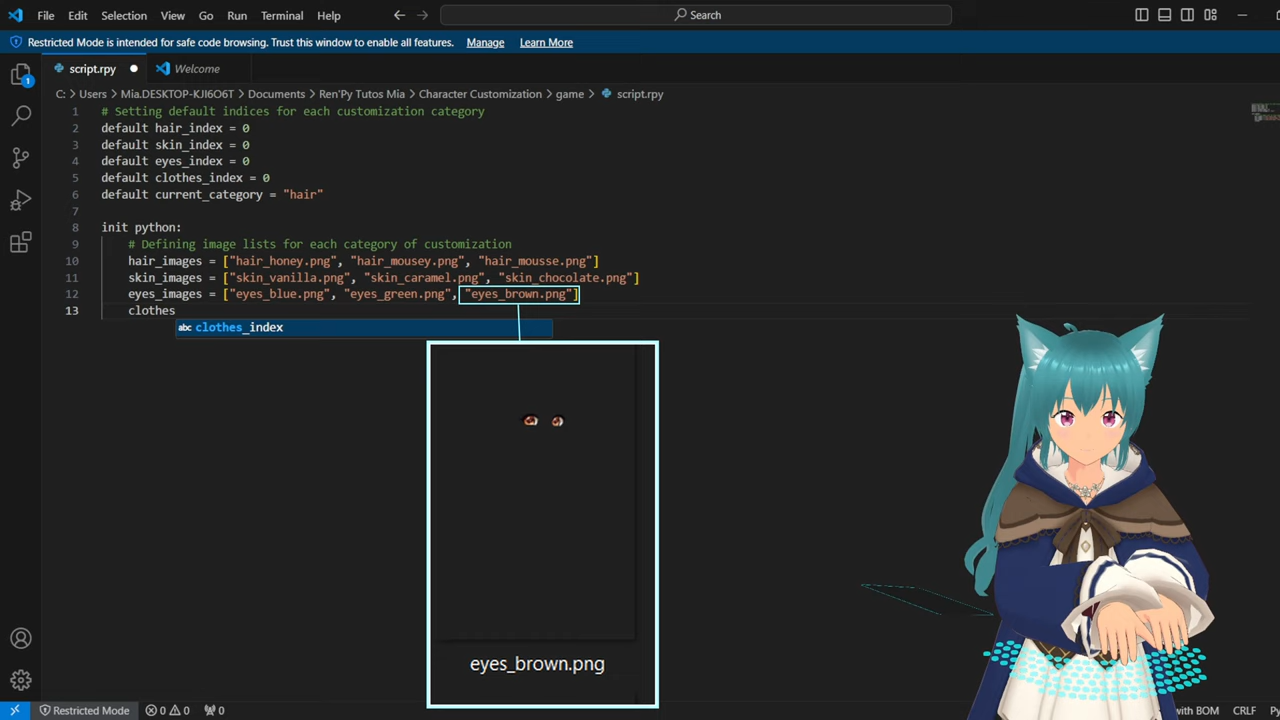 File Edit Selection View Go Run Terminal Help Search
Restricted Mode is intended for safe code browsing. Trust this window to enable all features. Manage Learn More
script.rpy Welcome
C: > Users > Mia.DESKTOP-KJI6O6T > Documents > Ren'Py Tutos Mia > Character Customization > game > script.rpy
1 # Setting default indices for each customization category
2 default hair_index = 0
3 default skin_index = 0
4 default eyes_index = 0
5 default clothes_index = 0
6 default current_category = "hair"
7
8 init python:
9 # Defining image lists for each category of customization
10 hair_images = ["hair_honey.png", "hair_mousey.png", "hair_mousse.png"]
11 skin_images = ["skin_vanilla.png", "skin_caramel.png", "skin_chocolate.png"]
12 eyes_images = ["eyes_blue.png", "eyes_green.png", "eyes_brown.png"]
13 clothes
abc clothes_index
1
eyes_brown.png
Restricted Mode 0 0 0 with BOM CRLF